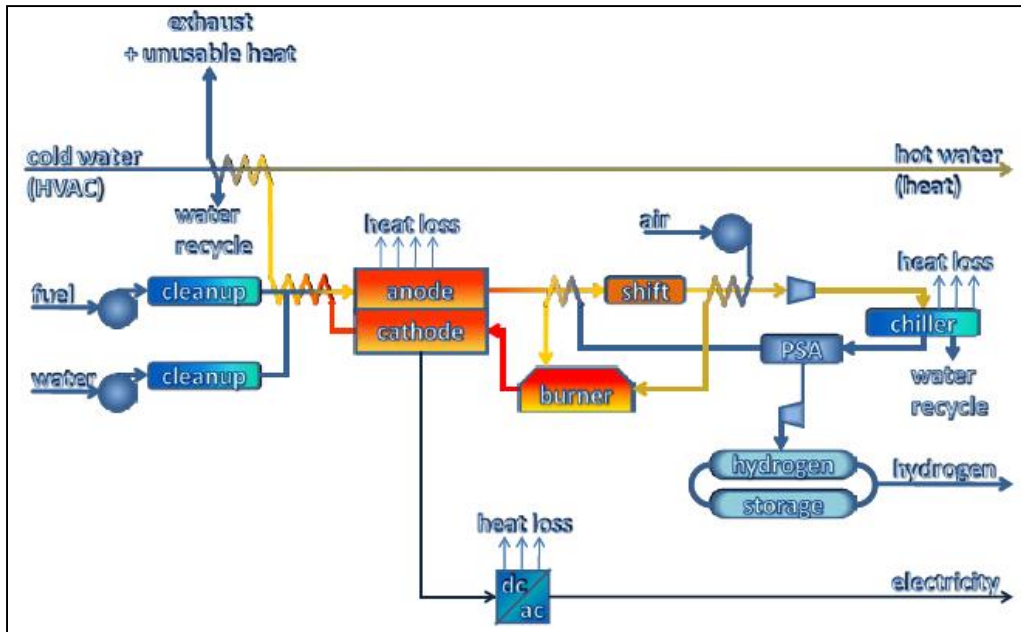 exhaust
+ unusable heat
cold water
(HVAC)
hot water
(heat)
water
recycle
heat loss
air
heat loss
fuel
cleanup
anode
shift
chiller
cathode
PSA
water
cleanup
burner
water
recycle
hydrogen
hydrogen
storage
heat loss
dc
ac
electricity